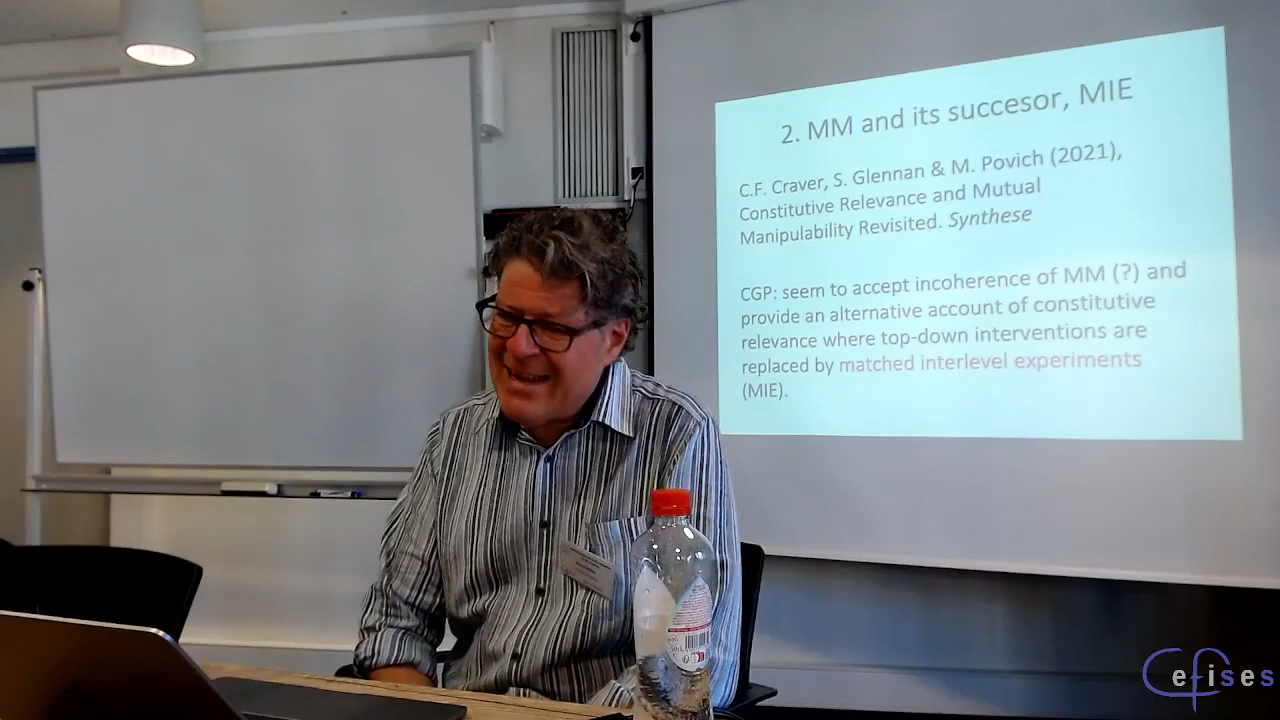 2. MM and its succesor, MIE
C.F. Craver, S. Glennan & M. Povich (2021),
Constitutive Relevance and Mutual
Manipulability Revisited. Synthese
CGP: seem to accept incoherence of MM (?) and
provide an alternative account of constitutive
relevance where top-down interventions are
replaced by matched interlevel experiments
(MIE).
Cefises